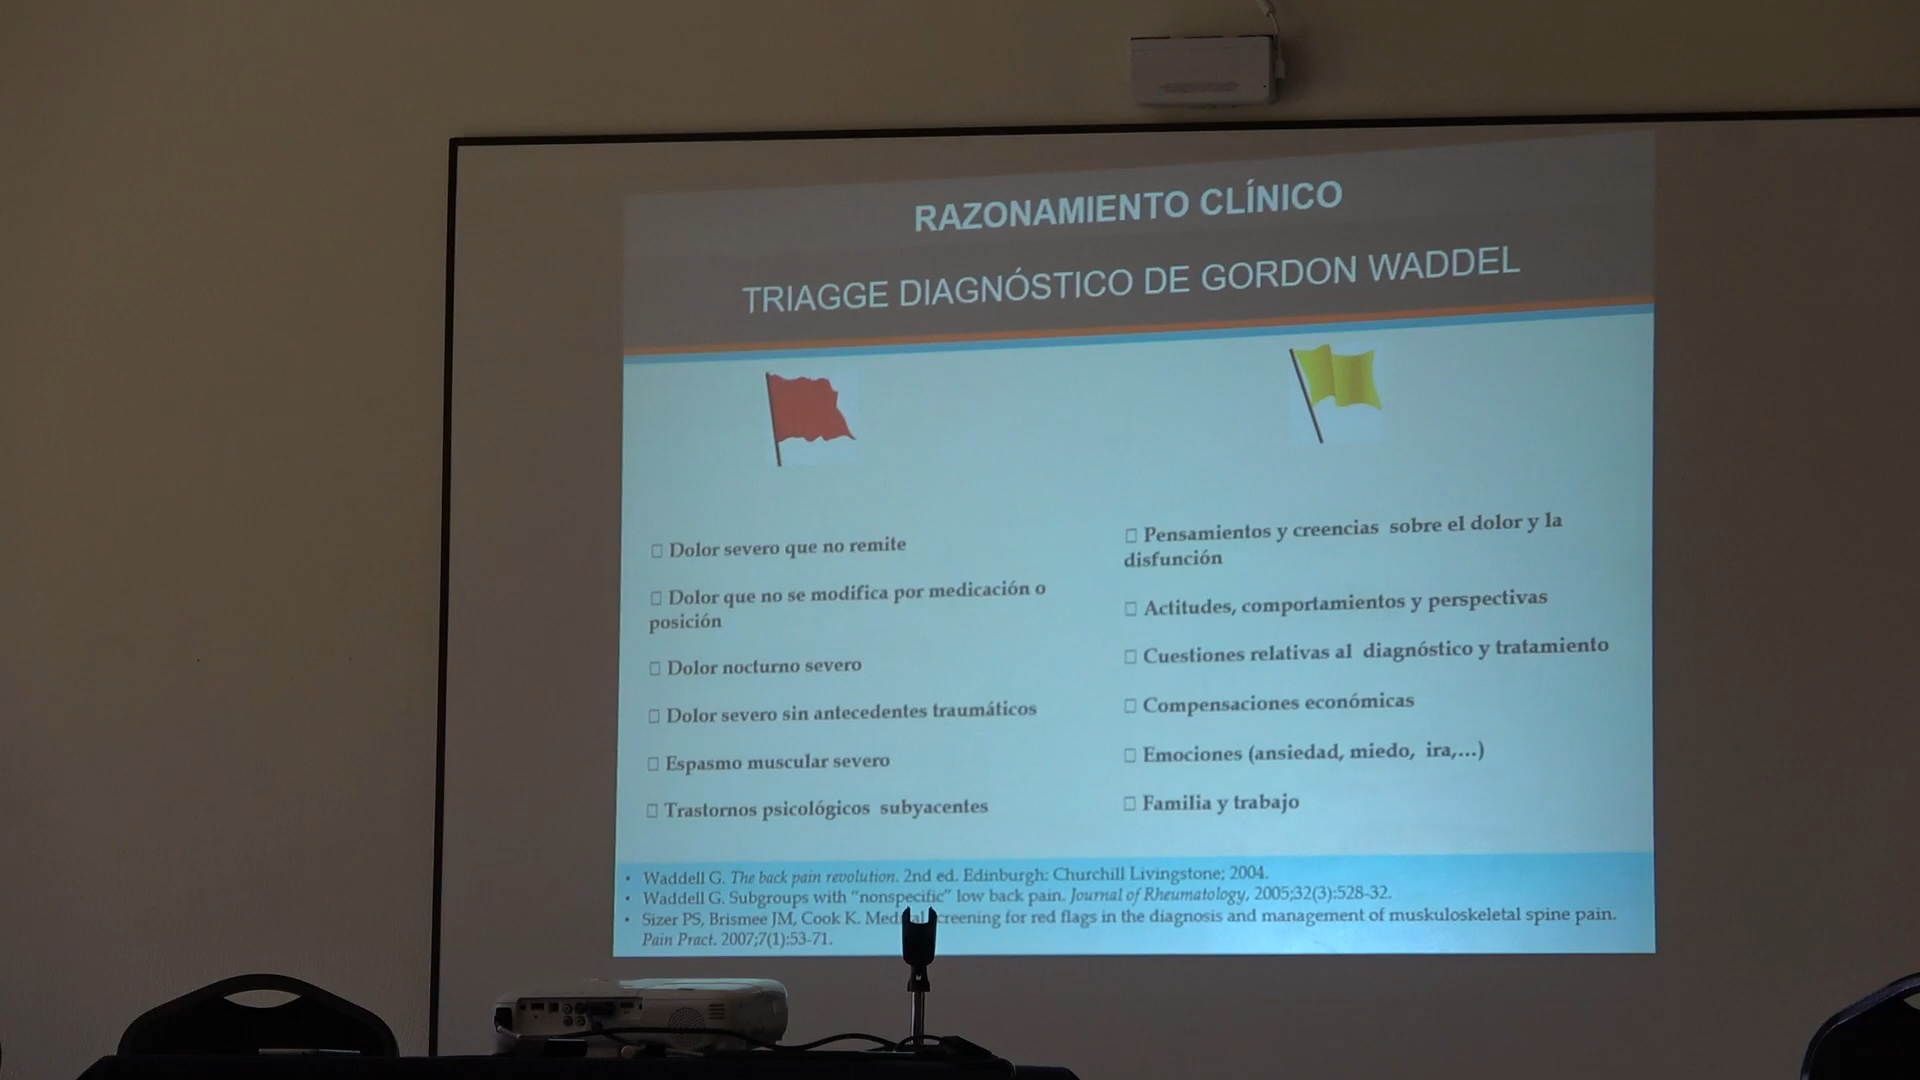 RAZONAMIENTO CLÍNICO
TRIAGGE DIAGNÓSTICO DE GORDON WADDEL
Dolor severo que no remite
Dolor que no se modifica por medicación o
posición
Dolor nocturno severo
Dolor severo sin antecedentes traumáticos
Espasmo muscular severo
Trastornos psicológicos subyacentes
Pensamientos y creencias sobre el dolor y la
disfunción
Actitudes, comportamientos y perspectivas
Cuestiones relativas al diagnóstico y tratamiento
Compensaciones económicas
Emociones (ansiedad, miedo, ira,...)
Familia y trabajo
• Waddell G. The back pain revolution. 2nd ed. Edinburgh: Churchill Livingstone; 2004.
• Waddell G. Subgroups with “nonspecific” low back pain. Journal of Rheumatology, 2005;32(3):528-32.
• Sizer PS, Brismee JM, Cook K. for red flags in the diagnosis and management of muskuloskeletal spine pain.
Pain Pract. 2007;7(1):53-71.